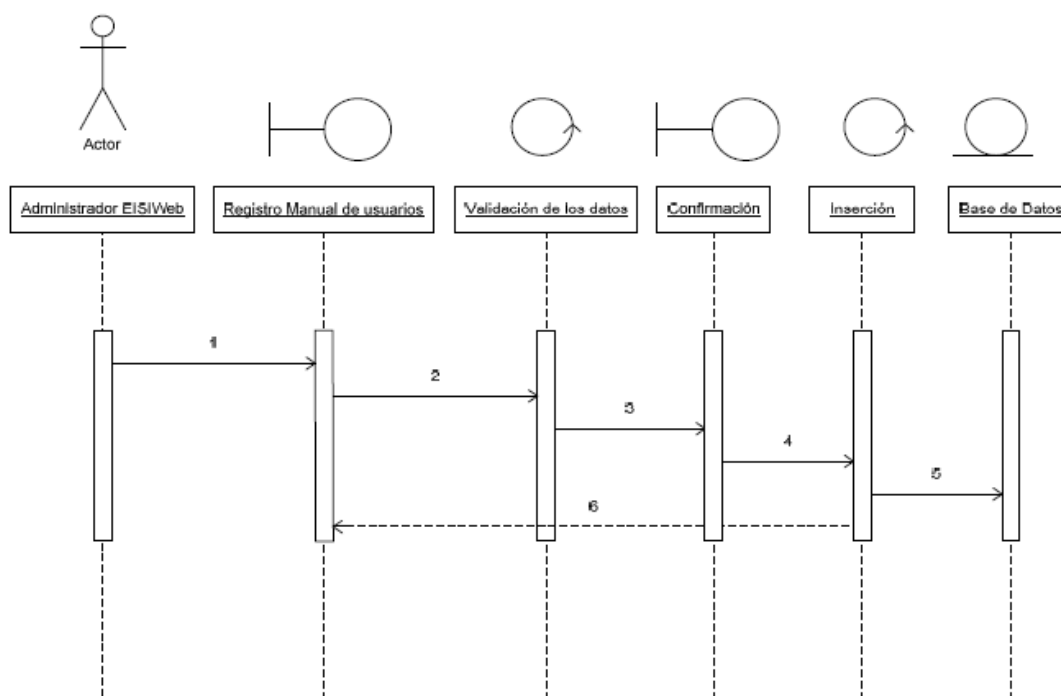 Actor
Administrador EISIWeb
Registro Manual de usuarios
Validación de los datos
Confirmación
Inserción
Base de Datos
1
2
3
4
5
6